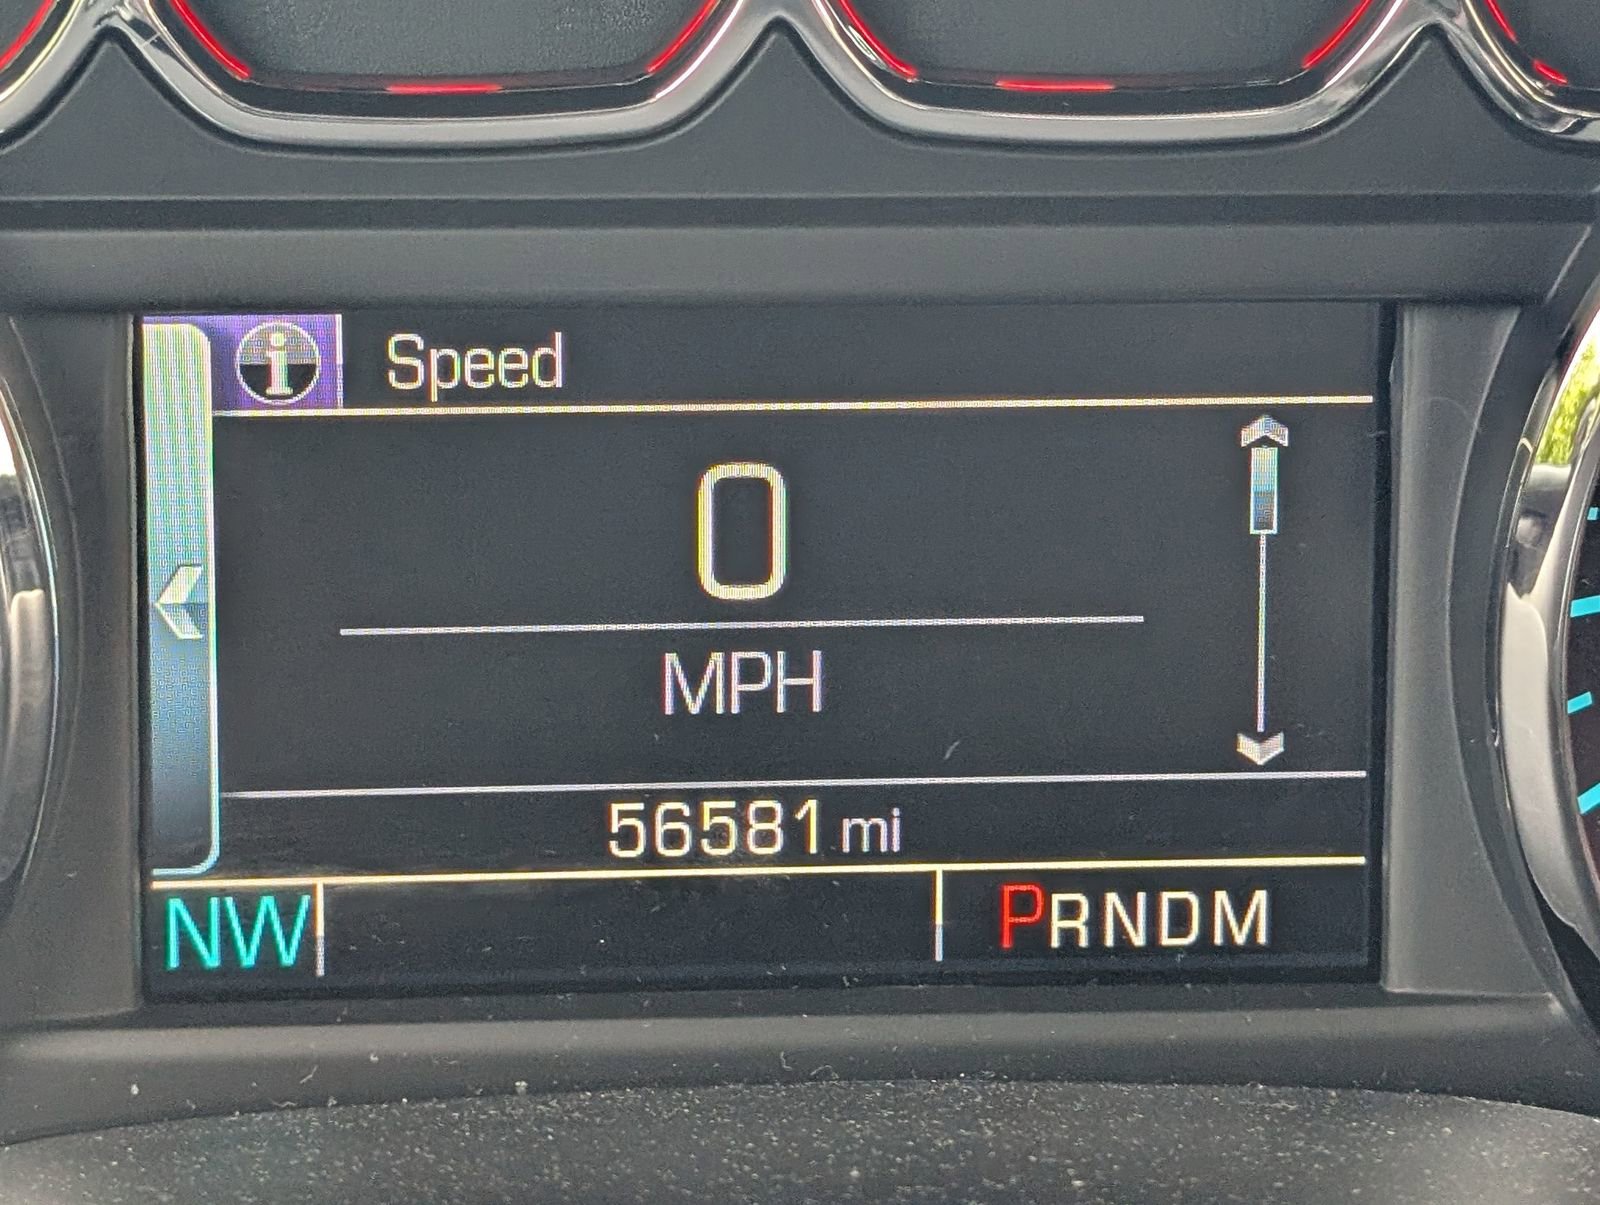 i Speed
0
MPH
56581 mi
NW PRNDM